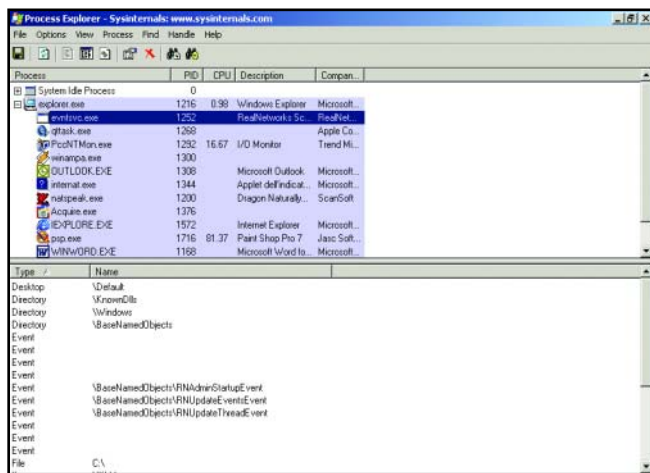 Process Explorer - Sysinternals: www.sysinternals.com
File Options View Process Find Handle Help
Process PID CPU Description Compan...
System Idle Process 0
explorer.exe 1216 0.98 Windows Explorer Microsoft...
evntsvc.exe 1252 RealNetworks Sc... RealNet...
qttask.exe 1268 Apple Co...
PccNTMon.exe 1292 16.67 I/O Monitor Trend Mi...
winampa.exe 1300
OUTLOOK.EXE 1308 Microsoft Outlook Microsoft...
internat.exe 1344 Applet dell'indicat... Microsoft...
natspeak.exe 1200 Dragon Naturally... ScanSoft
Acquire.exe 1376
IEXPLORE.EXE 1572 Internet Explorer Microsoft...
psp.exe 1716 81.37 Paint Shop Pro 7 Jasc Soft...
WINWORD.EXE 1168 Microsoft Word fo... Microsoft...
Type Name
Desktop \Default
Directory \KnownDlls
Directory \Windows
Directory \BaseNamedObjects
Event
Event
Event
Event
Event \BaseNamedObjects\RNAdminStartupEvent
Event \BaseNamedObjects\RNUpdateEventsEvent
Event \BaseNamedObjects\RNUpdateThreadEvent
Event
Event
Event
File C:\